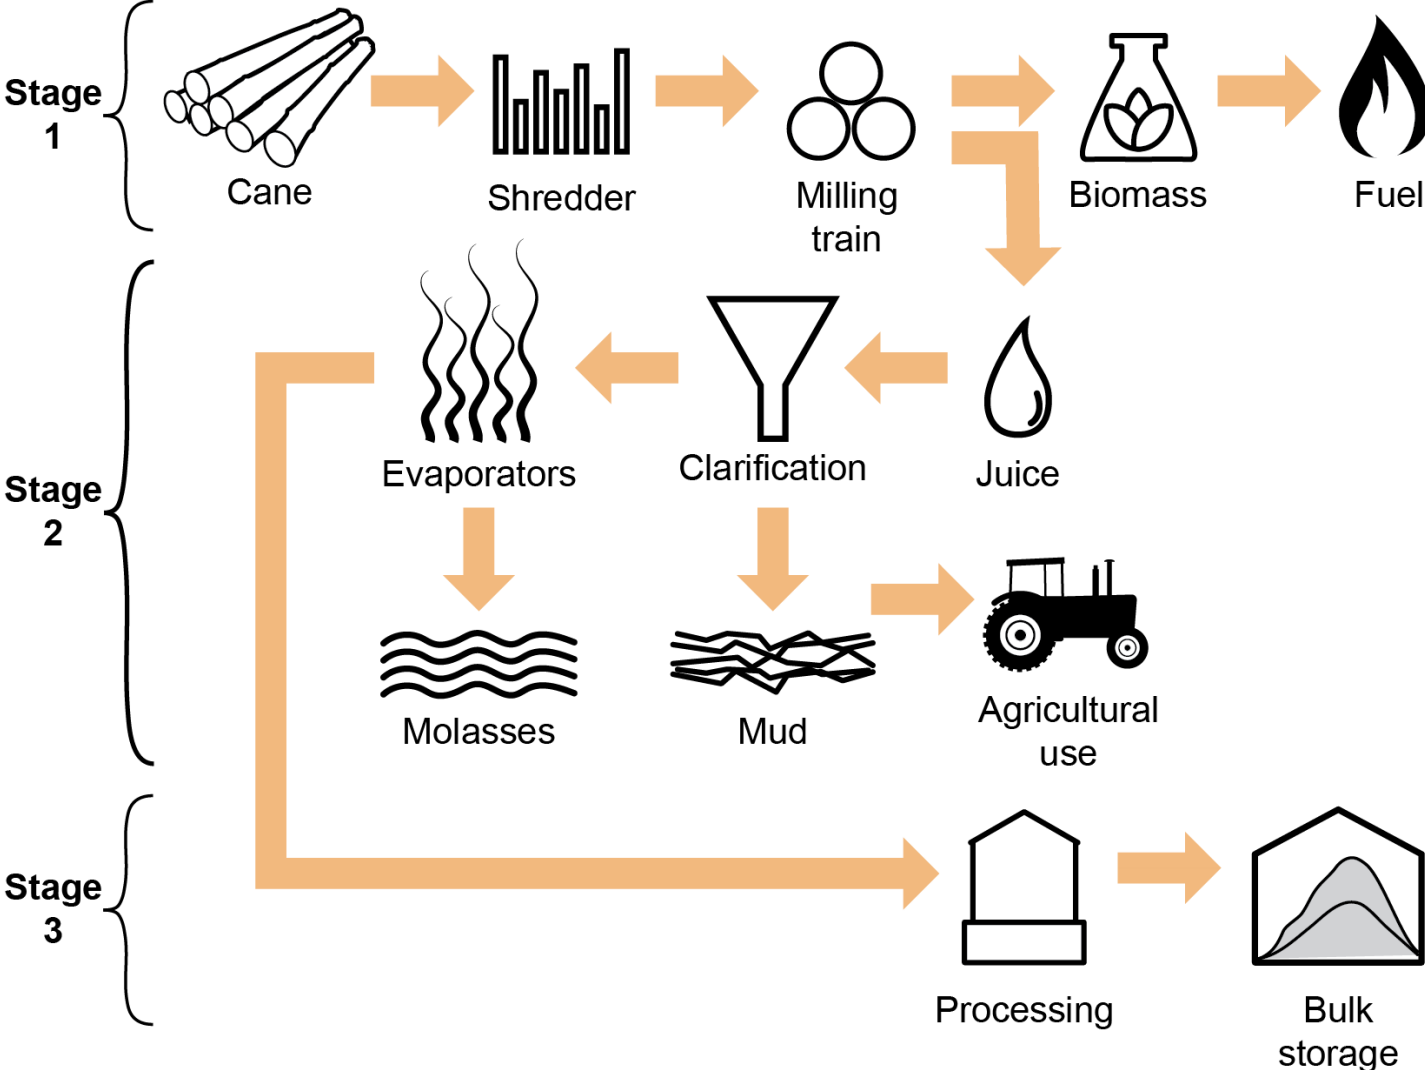 Stage
1
Cane
Shredder
Milling
train
Biomass
Fuel
Stage
2
Evaporators
Clarification
Juice
Molasses
Mud
Agricultural
use
Stage
3
Processing
Bulk
storage